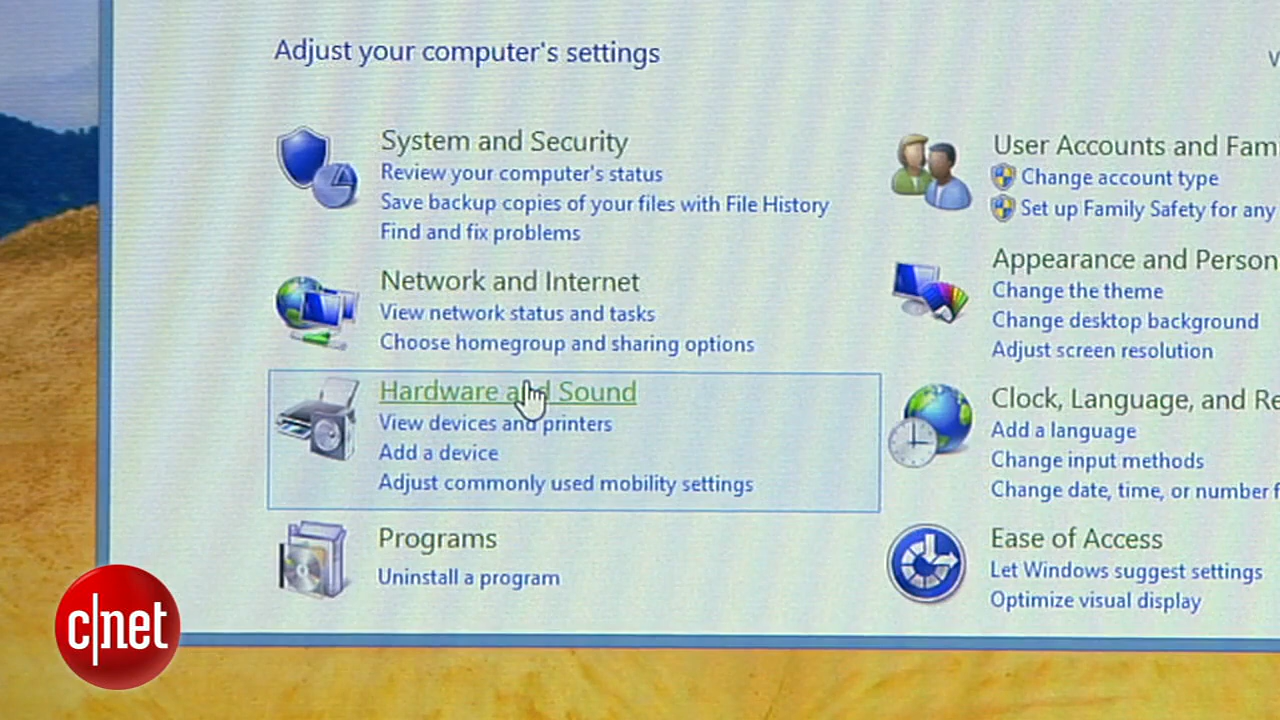 Adjust your computer's settings
System and Security
Review your computer's status
Save backup copies of your files with File History
Find and fix problems
Network and Internet
View network status and tasks
Choose homegroup and sharing options
Hardware and Sound
View devices and printers
Add a device
Adjust commonly used mobility settings
Programs
Uninstall a program
User Accounts and Fam
Change account type
Set up Family Safety for any
Appearance and Person
Change the theme
Change desktop background
Adjust screen resolution
Clock, Language, and Re
Add a language
Change input methods
Change date, time, or number f
Ease of Access
Let Windows suggest settings
Optimize visual display
c|net